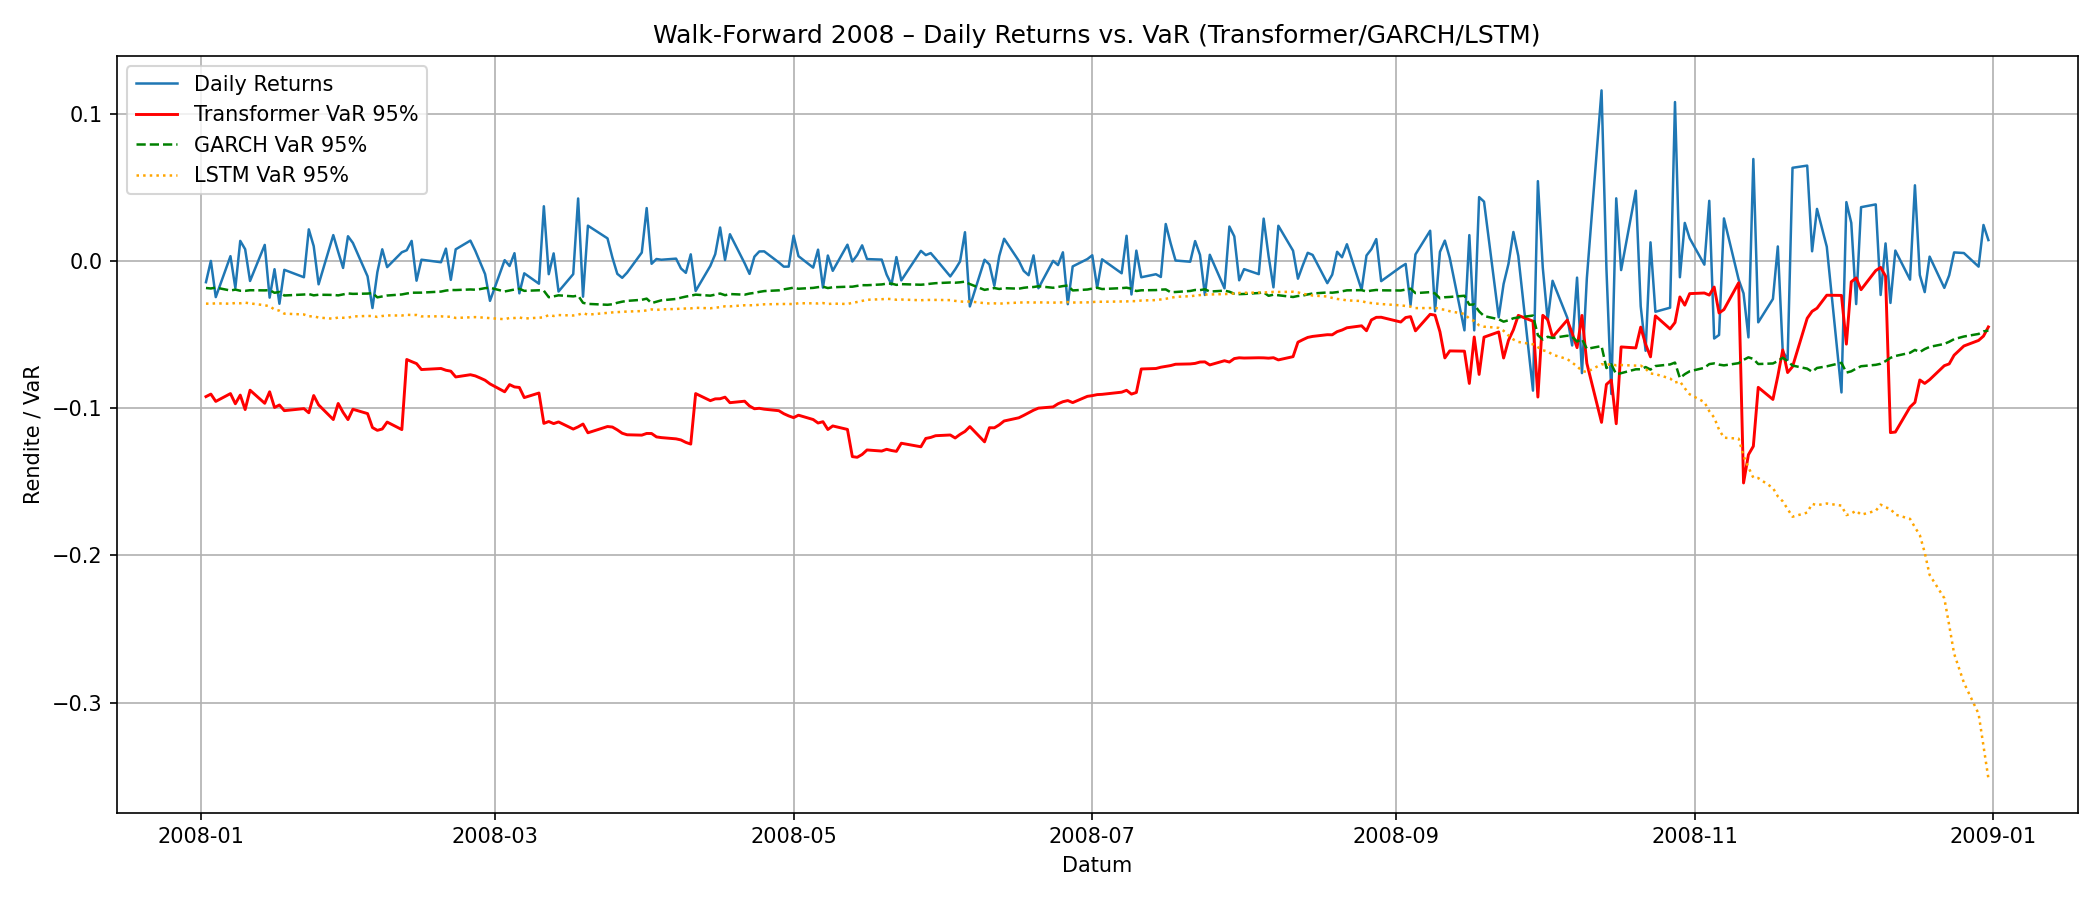 Walk-Forward 2008 – Daily Returns vs. VaR (Transformer/GARCH/LSTM)
Daily Returns
Transformer VaR 95%
GARCH VaR 95%
LSTM VaR 95%
0.1
0.0
−0.1
−0.2
−0.3
Rendite / VaR
2008-01 2008-03 2008-05 2008-07 2008-09 2008-11 2009-01
Datum